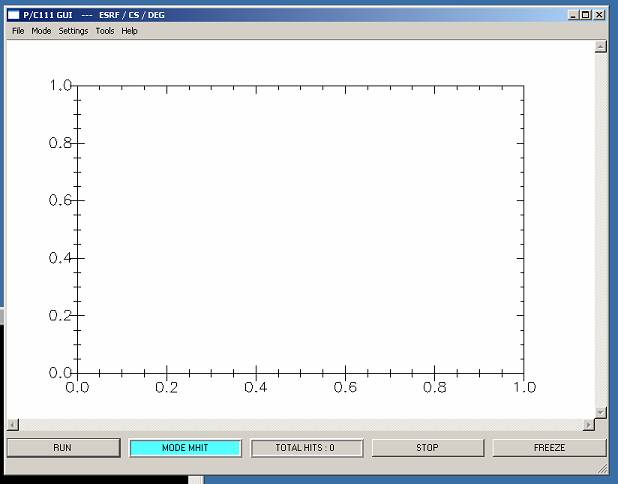 P/C111 GUI --- ESRF / CS / DEG
File Mode Settings Tools Help
1.0
0.8
0.6
0.4
0.2
0.0
0.0 0.2 0.4 0.6 0.8 1.0
RUN MODE MHIT TOTAL HITS : 0 STOP FREEZE